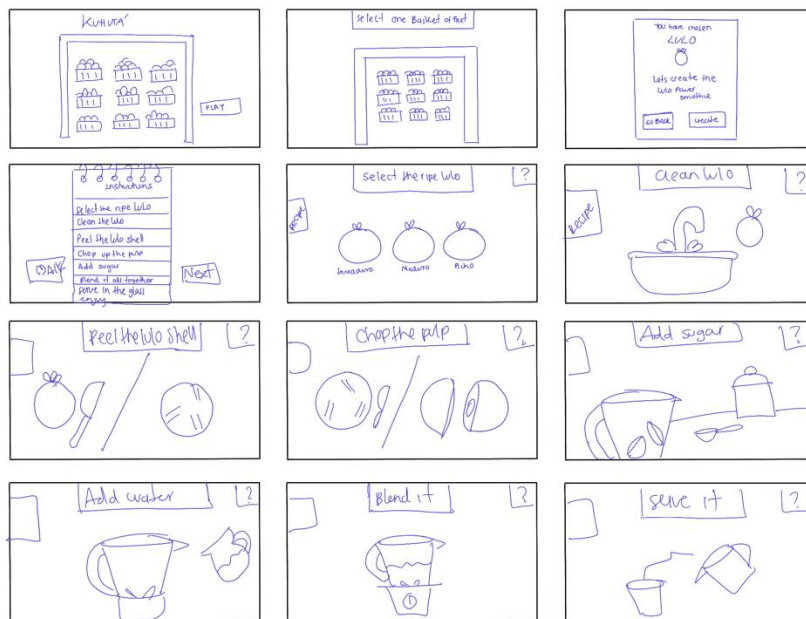 KUHUTÁ
PLAY
Select one Basket of fruit
You have chosen
LULO
Lets create the
lulo Power
smoothie
Go Back
create
Instructions
Select the ripe lulo
Clean the lulo
Peel the lulo shell
Chop up the pulp
Add sugar
Blend it all together
Serve in the glass
Next
Select the ripe lulo
?
RECIPE
Inmaduro
Maduro
Picho
Clean lulo
?
RECIPE
Peel the lulo shell
?
Chop the pulp
?
Add sugar
?
Add water
?
Blend it
?
Serve it
?